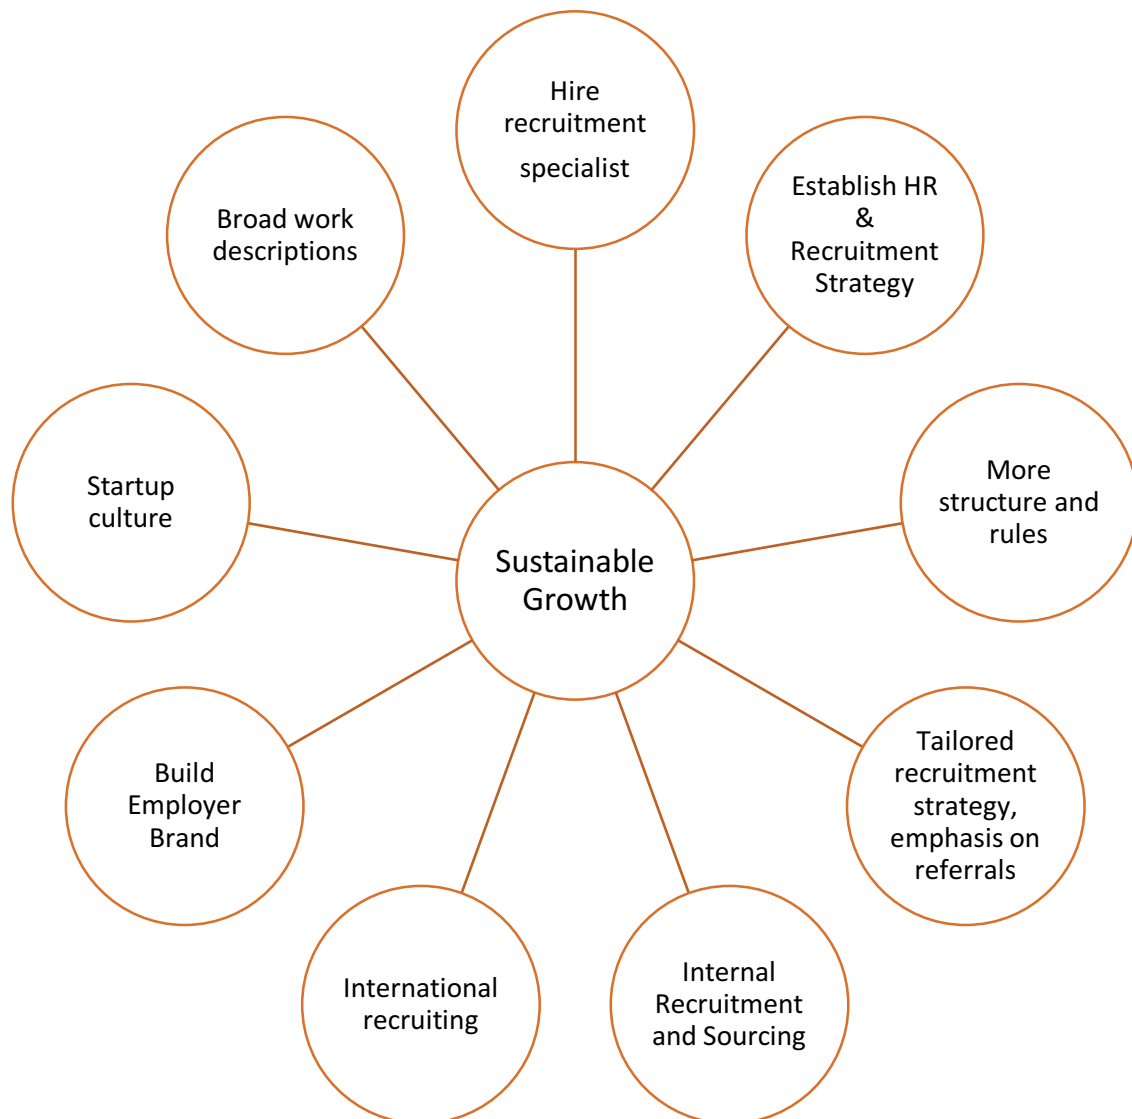 Hire
recruitment
specialist
Establish HR
&
Recruitment
Strategy
More
structure and
rules
Tailored
recruitment
strategy,
emphasis on
referrals
Internal
Recruitment
and Sourcing
International
recruiting
Build
Employer
Brand
Startup
culture
Broad work
descriptions
Sustainable
Growth